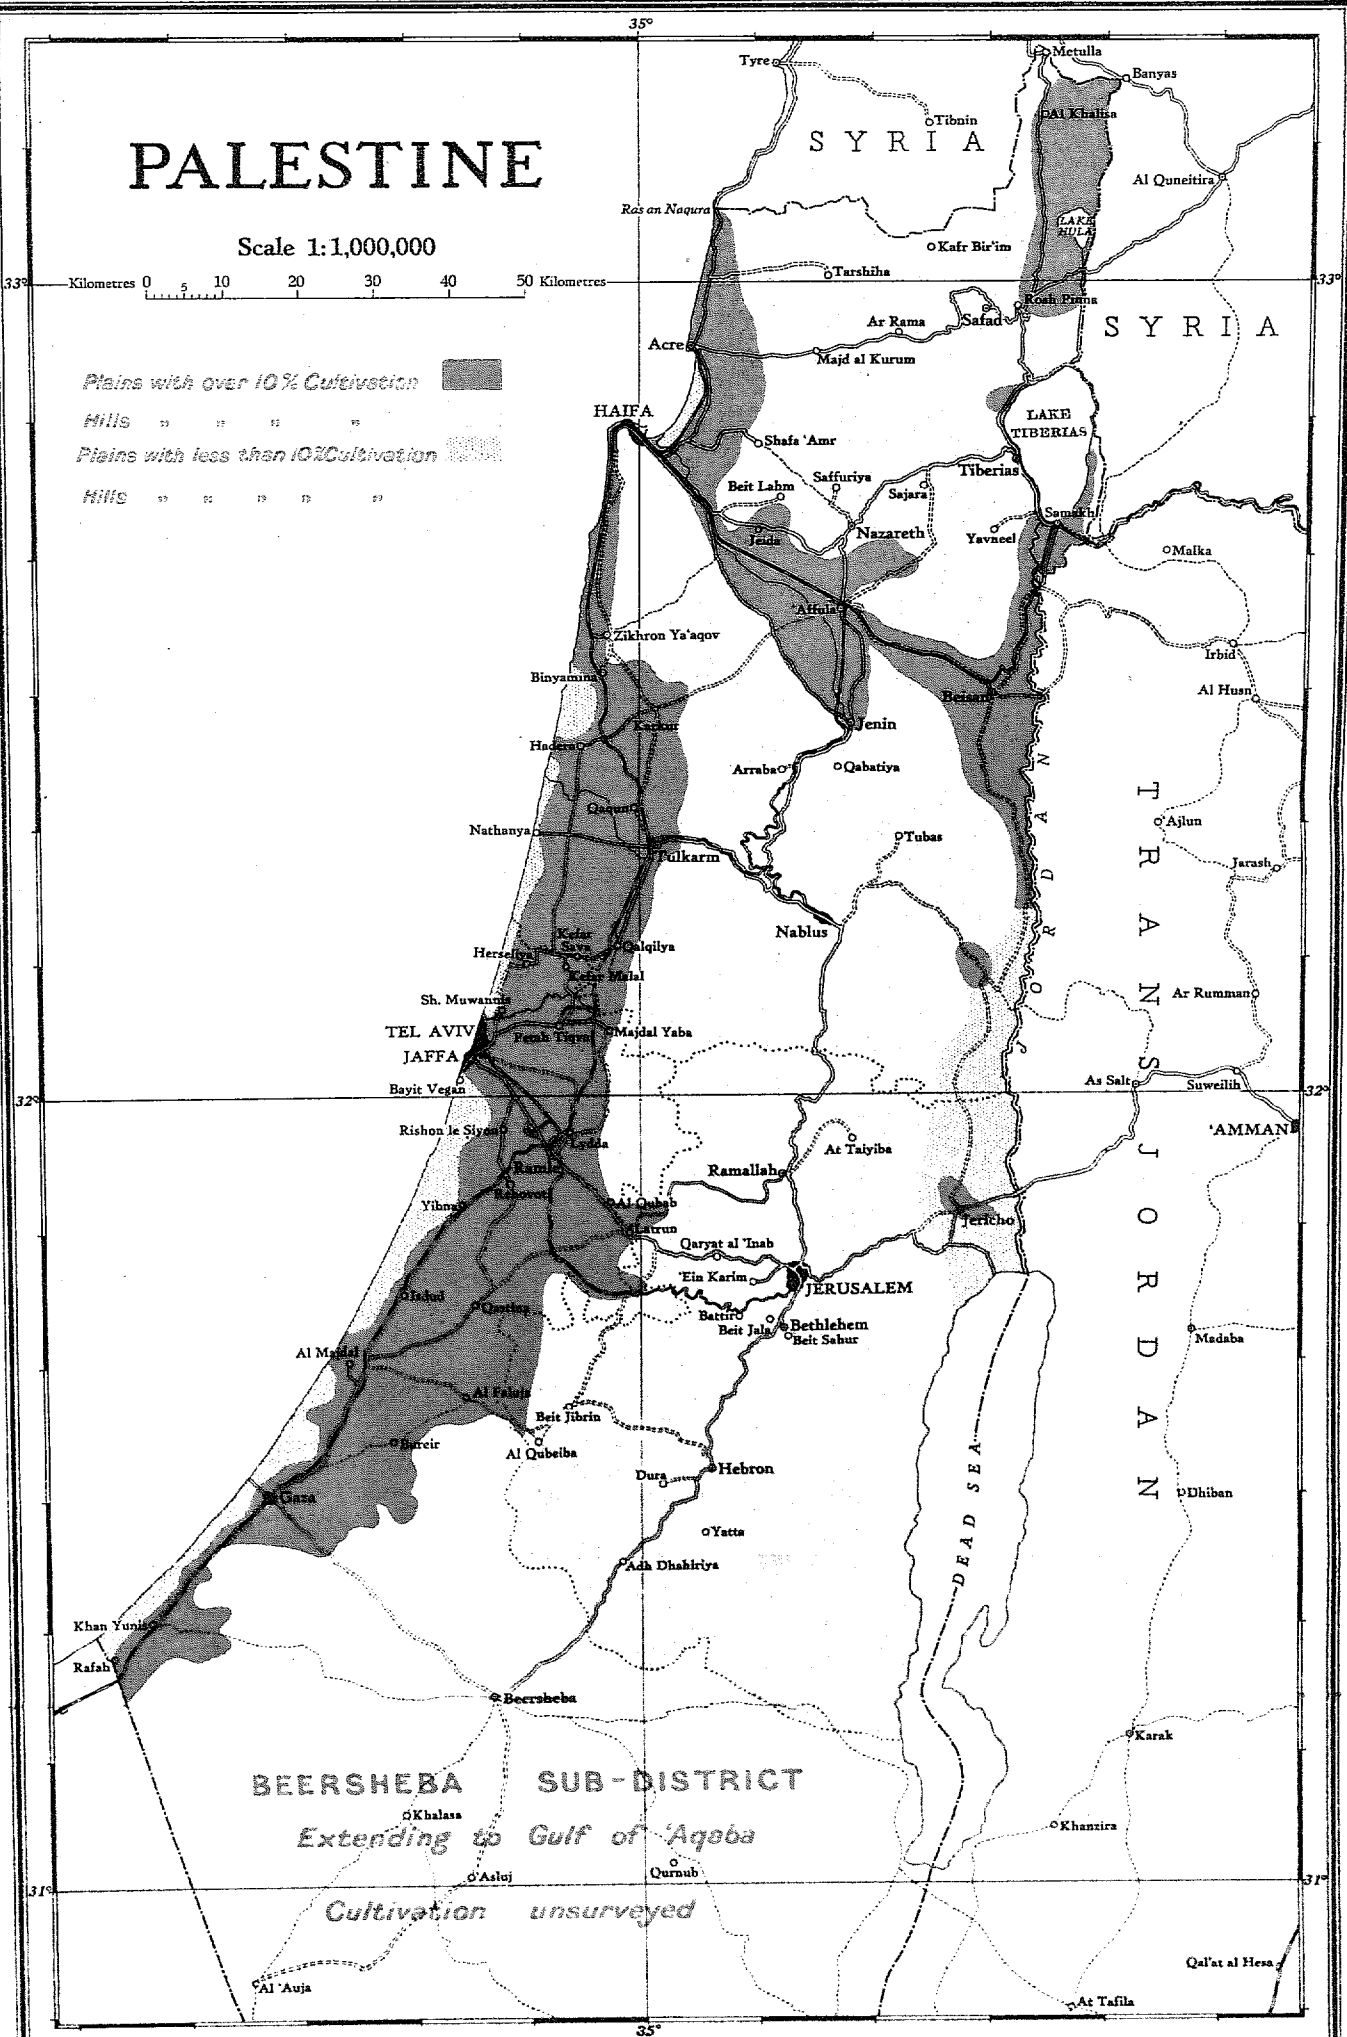 35°
PALESTINE
Scale 1:1,000,000
Kilometres 0 5 10 20 30 40 50 Kilometres
33°
33°
Plains with over 10% Cultivation
Hills " " " "
Plains with less than 10% Cultivation
Hills " " " " "
Tyre
Metulla
Banyas
Tibnin
Al Khalisa
SYRIA
Al Quneitira
Ras an Naqura
LAKE
HULA
Kafr Bir'im
Tarshiha
Rosh Pinna
Safad
Ar Rama
SYRIA
Acre
Majd al Kurum
HAIFA
LAKE
TIBERIAS
Shafa 'Amr
Tiberias
Saffuriya
Beit Lahm
Sajara
Samakh
Nazareth
Yavneel
Jeida
Malka
'Affula
Zikhron Ya'aqov
Irbid
Binyamina
Beisan
Al Husn
Karkur
Jenin
Hadera
Arraba
Qabatiya
Qaqun
'Ajlun
Nathanya
Tubas
Tulkarm
Jarash
JORDAN
TRANSJORDAN
Nablus
Kefar
Sava
Qalqilya
Herseliya
Kefar Malal
Ar Rumman
Sh. Muwannis
TEL AVIV
Petah Tiqva
Majdal Yaba
JAFFA
Bayit Vegan
As Salt
Suweilih
32°
32°
'AMMAN
Rishon le Siyon
Lydda
At Taiyiba
Ramle
Ramallah
Rehovot
Yibna
Al Qubab
Jericho
Latrun
Qaryat al 'Inab
'Ein Karim
JERUSALEM
Isdud
Qastina
Battir
Beit Jala
Bethlehem
Beit Sahur
Madaba
Al Majdal
Al Faluja
Beit Jibrin
Bureir
Al Qubeiba
DEAD SEA
Dura
Hebron
Gaza
Dhiban
Yatta
Adh Dhahiriya
Khan Yunis
Rafah
Beersheba
Karak
BEERSHEBA SUB-DISTRICT
Khalasa
Extending to Gulf of 'Aqaba
Khanzira
'Asluj
Qurnub
31°
31°
Cultivation unsurveyed
Qal'at al Hesa
Al 'Auja
At Tafila
35°